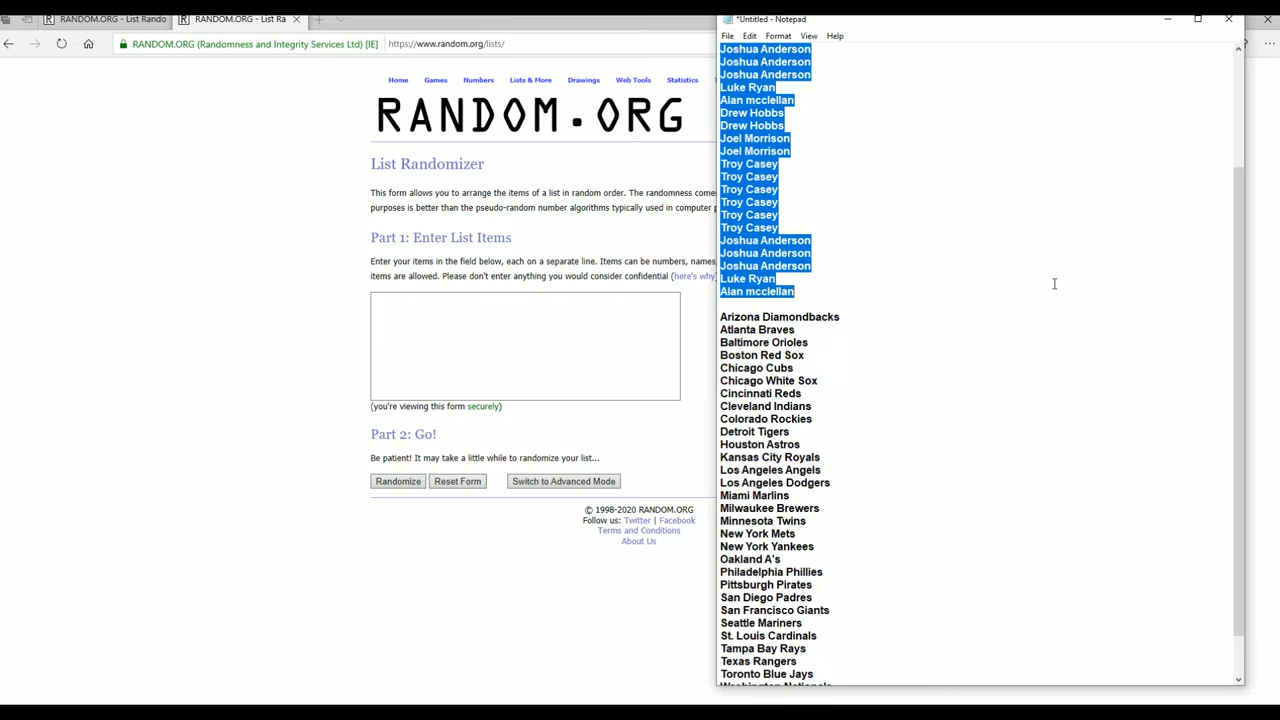 RANDOM.ORG - List Rando
RANDOM.ORG - List Ra
RANDOM.ORG (Randomness and Integrity Services Ltd) [IE]
https://www.random.org/lists/
Home Games Numbers Lists & More Drawings Web Tools Statistics
RANDOM.ORG
List Randomizer
This form allows you to arrange the items of a list in random order. The randomness comes
purposes is better than the pseudo-random number algorithms typically used in computer
Part 1: Enter List Items
Enter your items in the field below, each on a separate line. Items can be numbers, names,
items are allowed. Please don't enter anything you would consider confidential (here's why)
(you're viewing this form securely)
Part 2: Go!
Be patient! It may take a little while to randomize your list...
Randomize Reset Form Switch to Advanced Mode
© 1998-2020 RANDOM.ORG
Follow us: Twitter | Facebook
Terms and Conditions
About Us
*Untitled - Notepad
File Edit Format View Help
Joshua Anderson
Joshua Anderson
Joshua Anderson
Luke Ryan
Alan mcclellan
Drew Hobbs
Drew Hobbs
Joel Morrison
Joel Morrison
Troy Casey
Troy Casey
Troy Casey
Troy Casey
Troy Casey
Troy Casey
Joshua Anderson
Joshua Anderson
Joshua Anderson
Luke Ryan
Alan mcclellan
Arizona Diamondbacks
Atlanta Braves
Baltimore Orioles
Boston Red Sox
Chicago Cubs
Chicago White Sox
Cincinnati Reds
Cleveland Indians
Colorado Rockies
Detroit Tigers
Houston Astros
Kansas City Royals
Los Angeles Angels
Los Angeles Dodgers
Miami Marlins
Milwaukee Brewers
Minnesota Twins
New York Mets
New York Yankees
Oakland A's
Philadelphia Phillies
Pittsburgh Pirates
San Diego Padres
San Francisco Giants
Seattle Mariners
St. Louis Cardinals
Tampa Bay Rays
Texas Rangers
Toronto Blue Jays
Washington Nationals